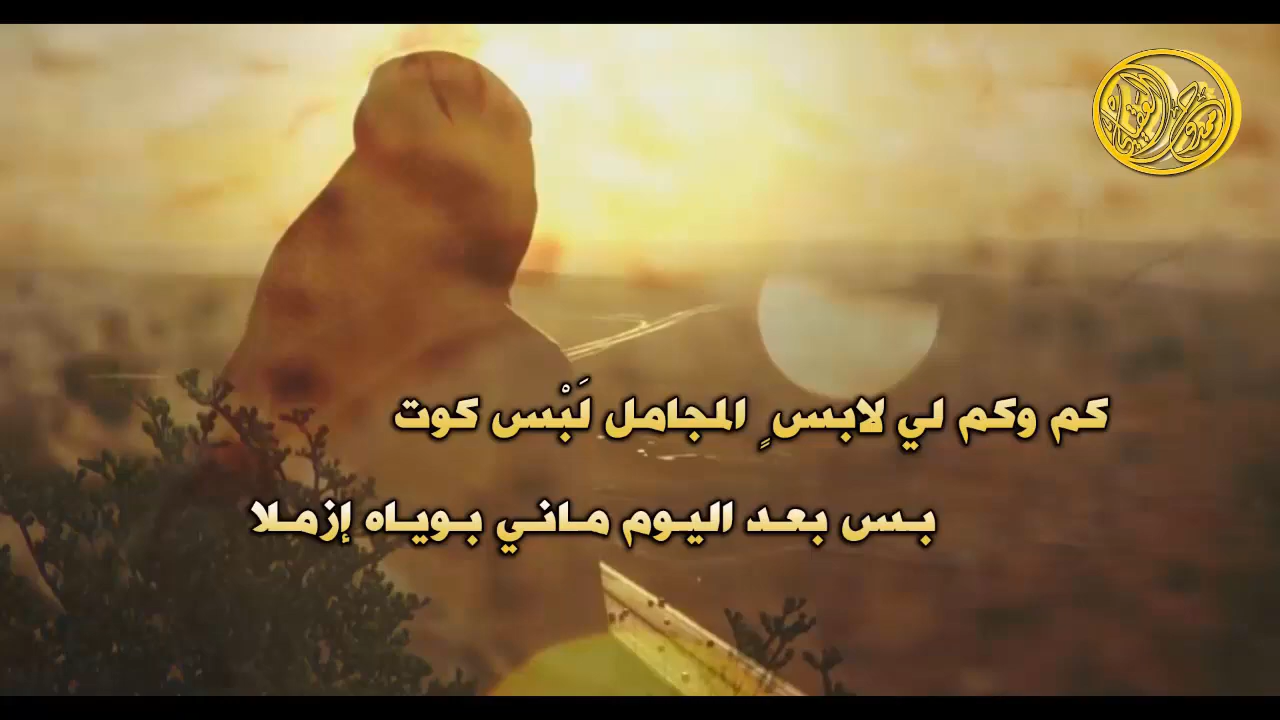 كم وكم لي لابسٍ المجامل لَبْس كوت
بس بعد اليوم ماني بوياه إزملا